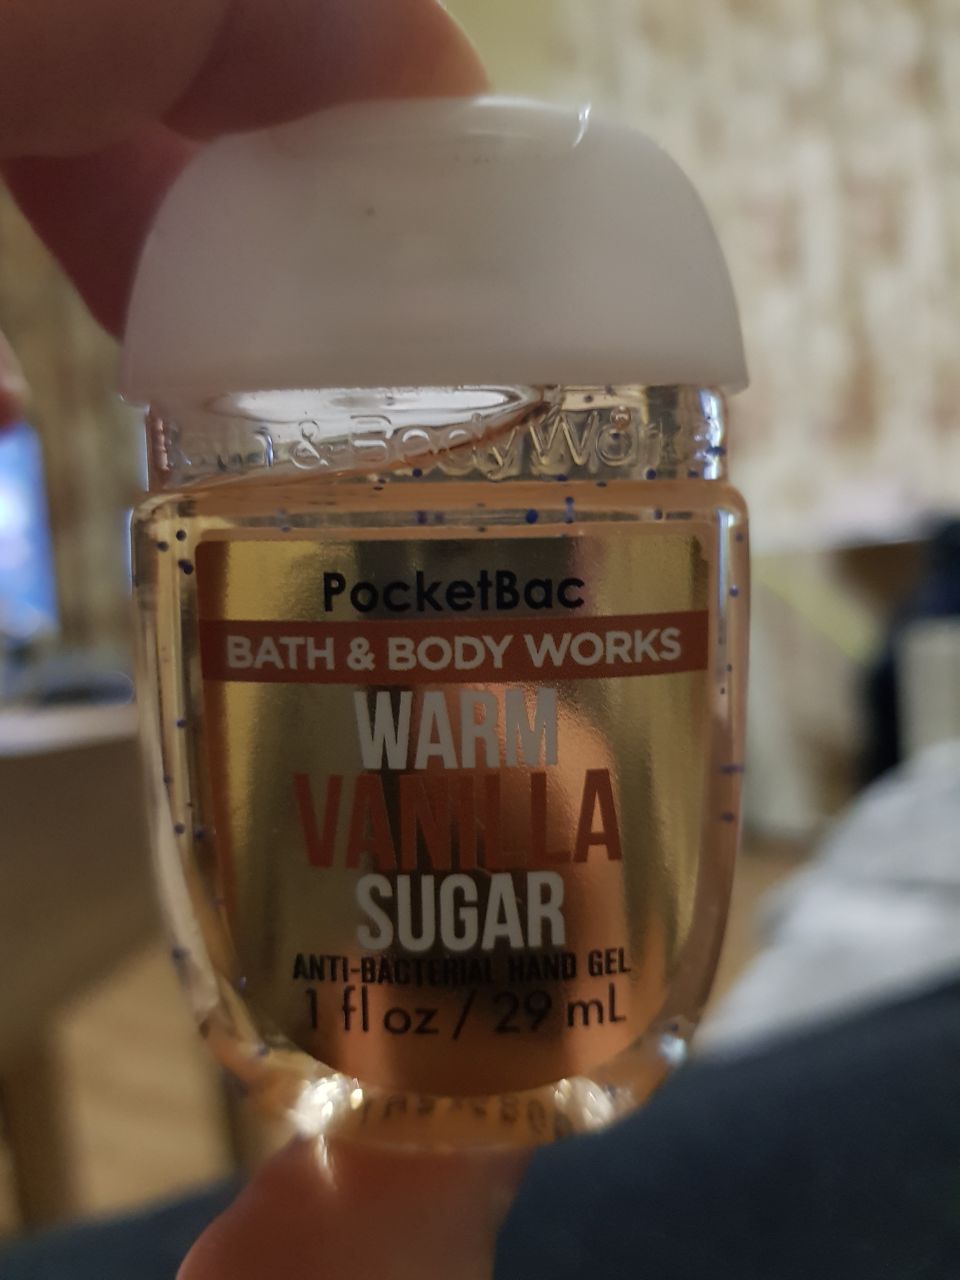 Bath & Body Works
PocketBac
BATH & BODY WORKS
WARM
VANILLA
SUGAR
ANTI-BACTERIAL HAND GEL
1 fl oz / 29 mL